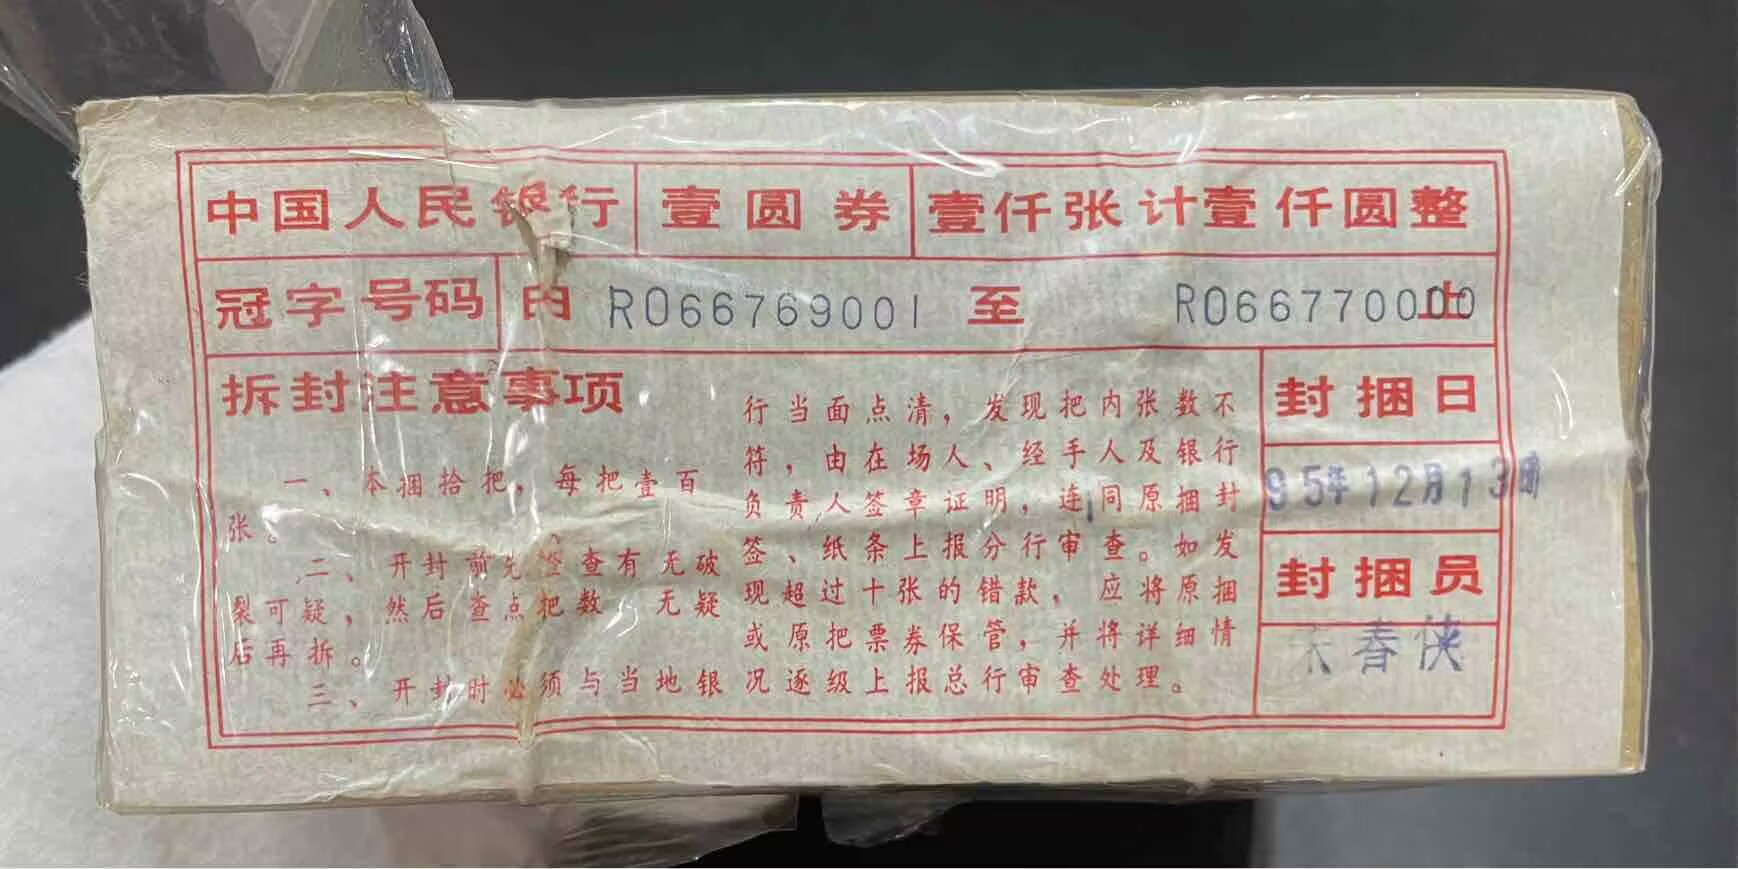 中国人民银行 壹圆券 壹仟张计壹仟圆整
冠字号码 由 R066769001 至 R066770000 止
拆封注意事项
一、本捆拾把，每把壹百
张。
二、开封前先签查有无破
裂可疑，然后查点把数 无疑
后再拆。
三、开封时必须与当地银
行当面点清，发现把内张数不
符，由在场人、经手人及银行
负责人签章证明，连同原捆封
签、纸条上报分行审查。如发
现超过十张的错款，应将原捆
或原把票券保管，并将详细情
况逐级上报总行审查处理。
封捆日
95年12月13
封捆员
春侠